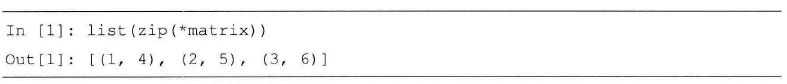 In [1]: list(zip(*matrix))
Out[1]: [(1, 4), (2, 5), (3, 6)]